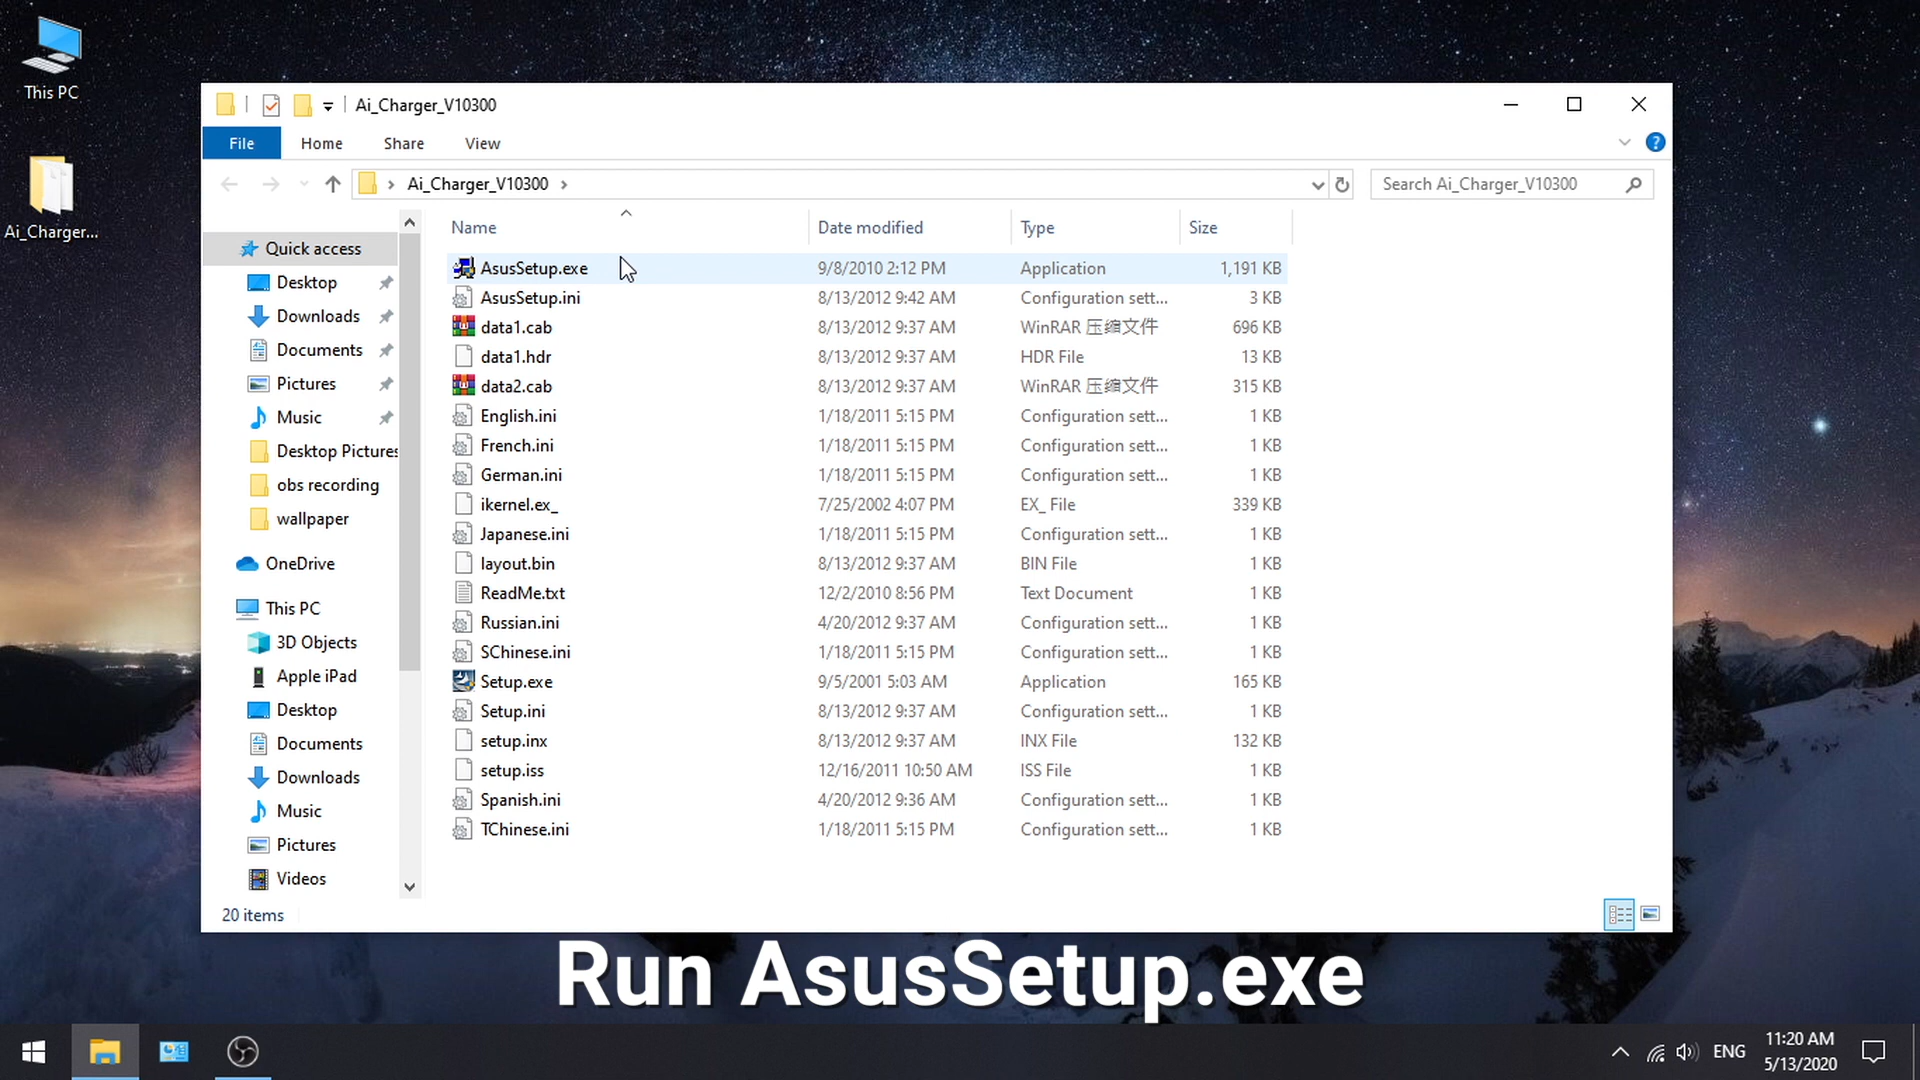 This PC
Ai_Charger...
Ai_Charger_V10300
File Home Share View
Ai_Charger_V10300
Search Ai_Charger_V10300
Quick access
Desktop
Downloads
Documents
Pictures
Music
Desktop Pictures
obs recording
wallpaper
OneDrive
This PC
3D Objects
Apple iPad
Desktop
Documents
Downloads
Music
Pictures
Videos
Name Date modified Type Size
AsusSetup.exe 9/8/2010 2:12 PM Application 1,191 KB
AsusSetup.ini 8/13/2012 9:42 AM Configuration sett... 3 KB
data1.cab 8/13/2012 9:37 AM WinRAR 压缩文件 696 KB
data1.hdr 8/13/2012 9:37 AM HDR File 13 KB
data2.cab 8/13/2012 9:37 AM WinRAR 压缩文件 315 KB
English.ini 1/18/2011 5:15 PM Configuration sett... 1 KB
French.ini 1/18/2011 5:15 PM Configuration sett... 1 KB
German.ini 1/18/2011 5:15 PM Configuration sett... 1 KB
ikernel.ex_ 7/25/2002 4:07 PM EX_ File 339 KB
Japanese.ini 1/18/2011 5:15 PM Configuration sett... 1 KB
layout.bin 8/13/2012 9:37 AM BIN File 1 KB
ReadMe.txt 12/2/2010 8:56 PM Text Document 1 KB
Russian.ini 4/20/2012 9:37 AM Configuration sett... 1 KB
SChinese.ini 1/18/2011 5:15 PM Configuration sett... 1 KB
Setup.exe 9/5/2001 5:03 AM Application 165 KB
Setup.ini 8/13/2012 9:37 AM Configuration sett... 1 KB
setup.inx 8/13/2012 9:37 AM INX File 132 KB
setup.iss 12/16/2011 10:50 AM ISS File 1 KB
Spanish.ini 4/20/2012 9:36 AM Configuration sett... 1 KB
TChinese.ini 1/18/2011 5:15 PM Configuration sett... 1 KB
20 items
Run AsusSetup.exe
ENG
11:20 AM
5/13/2020